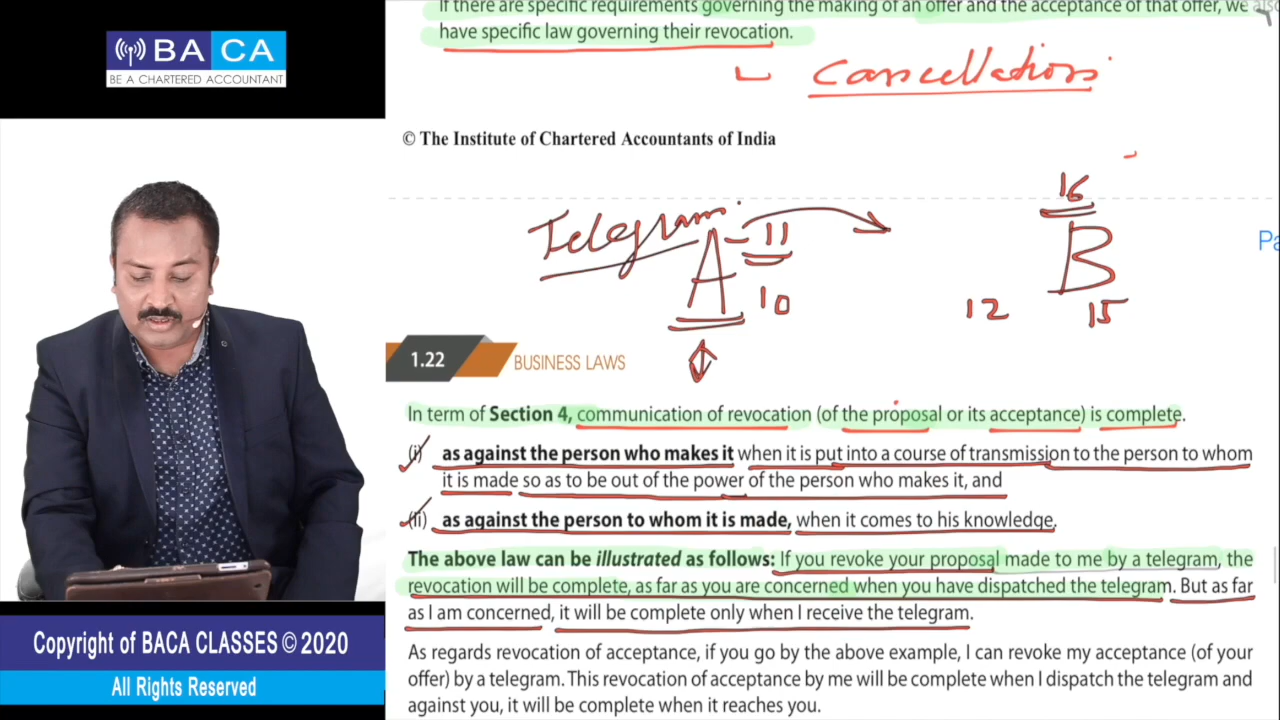 BACA
BE A CHARTERED ACCOUNTANT
If there are specific requirements governing the making of an offer and the acceptance of that offer, we also
have specific law governing their revocation.
Cancellation
© The Institute of Chartered Accountants of India
16
Telegram
A - 11
B
10
12
15
1.22 BUSINESS LAWS
In term of Section 4, communication of revocation (of the proposal or its acceptance) is complete.
(i) as against the person who makes it when it is put into a course of transmission to the person to whom
it is made so as to be out of the power of the person who makes it, and
(ii) as against the person to whom it is made, when it comes to his knowledge.
The above law can be illustrated as follows: If you revoke your proposal made to me by a telegram, the
revocation will be complete, as far as you are concerned when you have dispatched the telegram. But as far
as I am concerned, it will be complete only when I receive the telegram.
As regards revocation of acceptance, if you go by the above example, I can revoke my acceptance (of your
offer) by a telegram. This revocation of acceptance by me will be complete when I dispatch the telegram and
against you, it will be complete when it reaches you.
Copyright of BACA CLASSES © 2020
All Rights Reserved